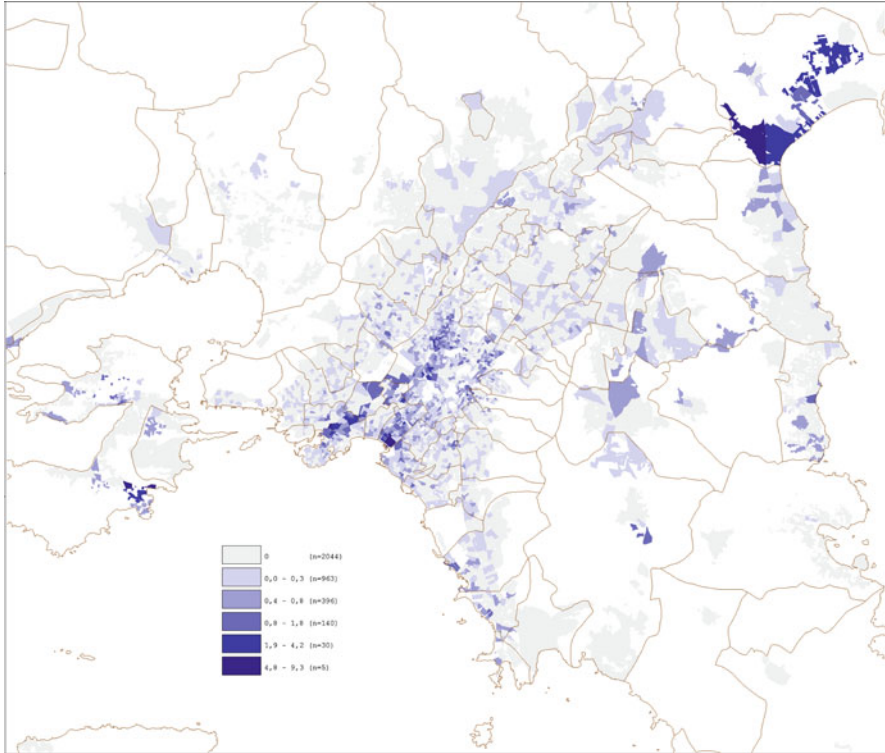 0 (n=2044)
0,0 - 0,3 (n=963)
0,4 - 0,8 (n=396)
0,8 - 1,8 (n=140)
1,9 - 4,2 (n=30)
4,8 - 9,3 (n=5)